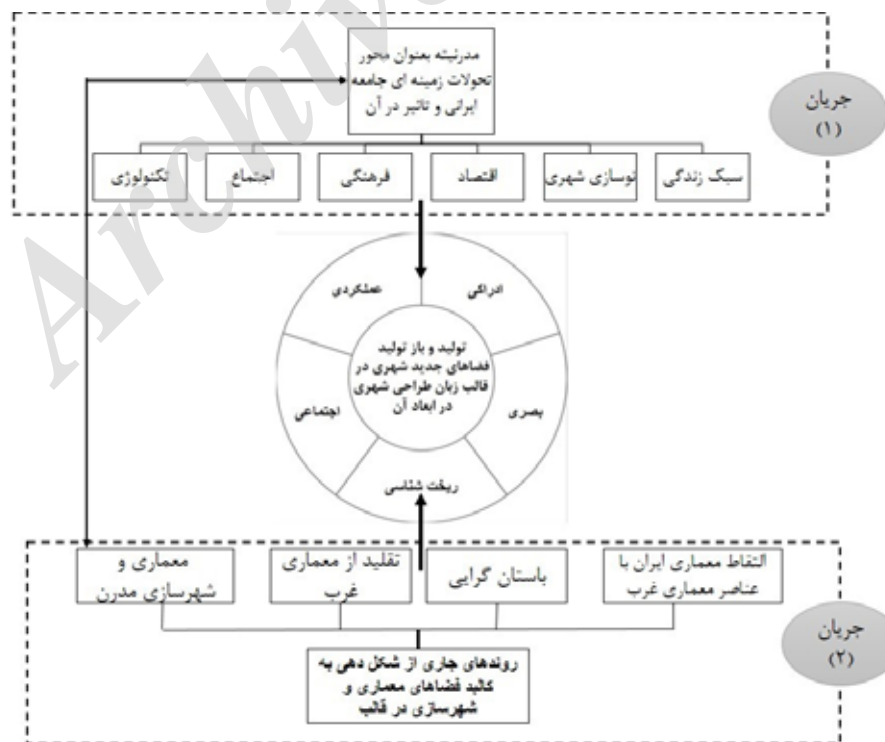 Archive
مدرنیته بعنوان محور
تحولات زمینه ای جامعه
ایرانی و تاثیر در آن
جریان
(۱)
سبک زندگی
نوسازی شهری
اقتصاد
فرهنگی
اجتماع
تکنولوژی
ادراکی
عملکردی
تولید و باز تولید
فضاهای جدید شهری در
قالب زبان طراحی شهری
در ابعاد آن
بصری
اجتماعی
ریخت شناسی
التقاط معماری ایران با
عناصر معماری غرب
باستان گرایی
تقلید از معماری
غرب
معماری و
شهرسازی مدرن
جریان
(۲)
روندهای جاری از شکل دهی به
کالبد فضاهای معماری و
شهرسازی در قالب